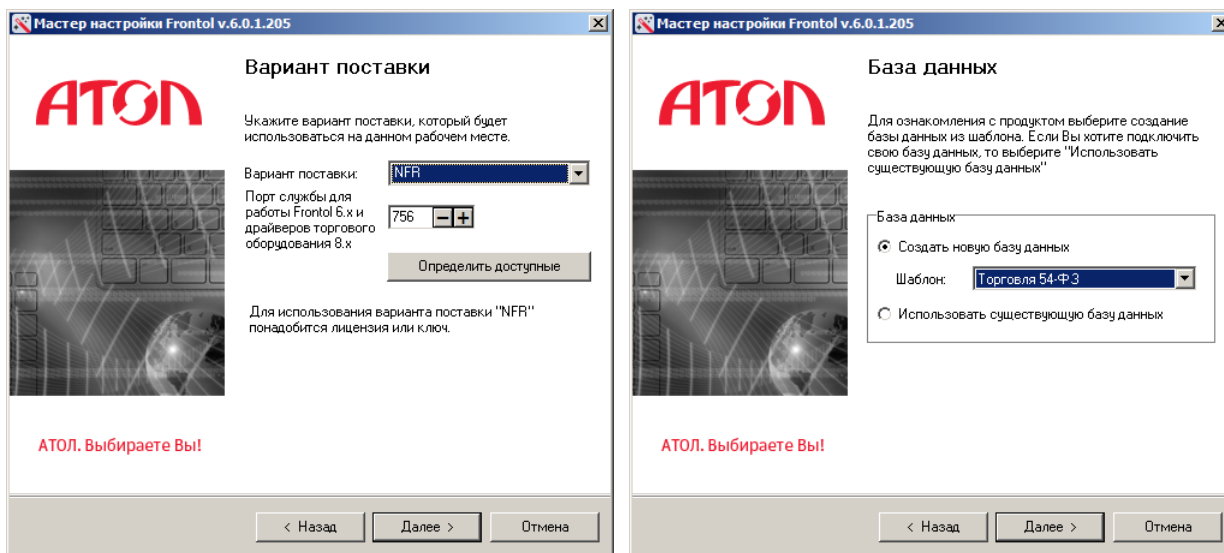 Мастер настройки Frontol v.6.0.1.205
АТОЛ
Вариант поставки
Укажите вариант поставки, который будет
использоваться на данном рабочем месте.
Вариант поставки:
NFR
Порт службы для
работы Frontol 6.x и
драйверов торгового
оборудования 8.x
756
Определить доступные
Для использования варианта поставки "NFR"
понадобится лицензия или ключ.
АТОЛ. Выбираете Вы!
< Назад
Далее >
Отмена
Мастер настройки Frontol v.6.0.1.205
АТОЛ
База данных
Для ознакомления с продуктом выберите создание
базы данных из шаблона. Если Вы хотите подключить
свою базу данных, то выберите "Использовать
существующую базу данных"
База данных
Создать новую базу данных
Шаблон:
Торговля 54-ФЗ
Использовать существующую базу данных
АТОЛ. Выбираете Вы!
< Назад
Далее >
Отмена